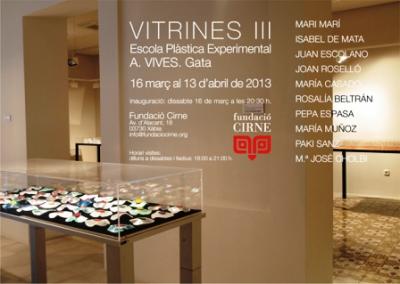 VITRINES III
Escola Plàstica Experimental
A. VIVES. Gata
16 març al 13 d'abril de 2013
inauguració: dissabte 16 de març a les 20:30 h.
Fundació Cirne
Av. d'Alacant, 18
03730 Xàbia
info@fundaciocirne.org
Horari visites:
dilluns a dissabtes i festius: 18:00 a 21:00 h.
fundació
CIRNE
MARI MARÍ
ISABEL DE MATA
JUAN ESCOLANO
JOAN ROSELLÓ
MARÍA CASADO
ROSALÍA BELTRÁN
PEPA ESPASA
MARÍA MUÑOZ
PAKI SANZ
M.ª JOSÉ CHOLBI